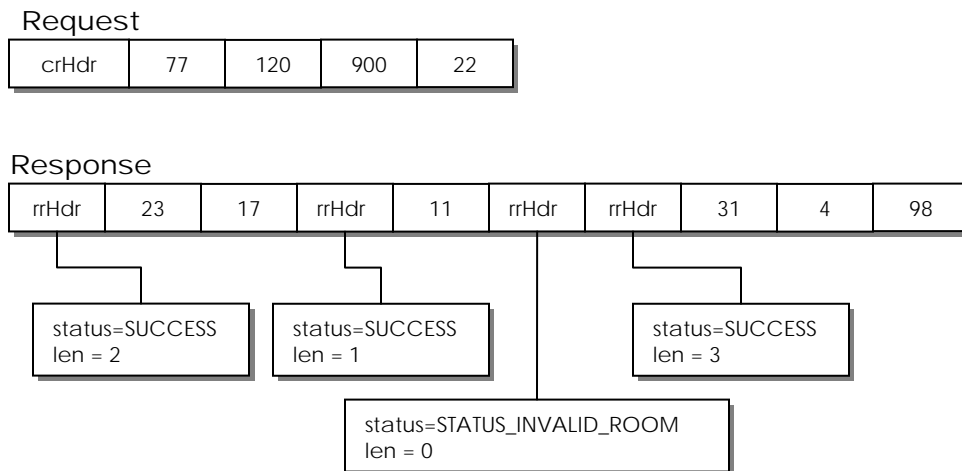 Request
crHdr 77 120 900 22
Response
rrHdr 23 17 rrHdr 11 rrHdr rrHdr 31 4 98
status=SUCCESS
len = 2
status=SUCCESS
len = 1
status=SUCCESS
len = 3
status=STATUS_INVALID_ROOM
len = 0